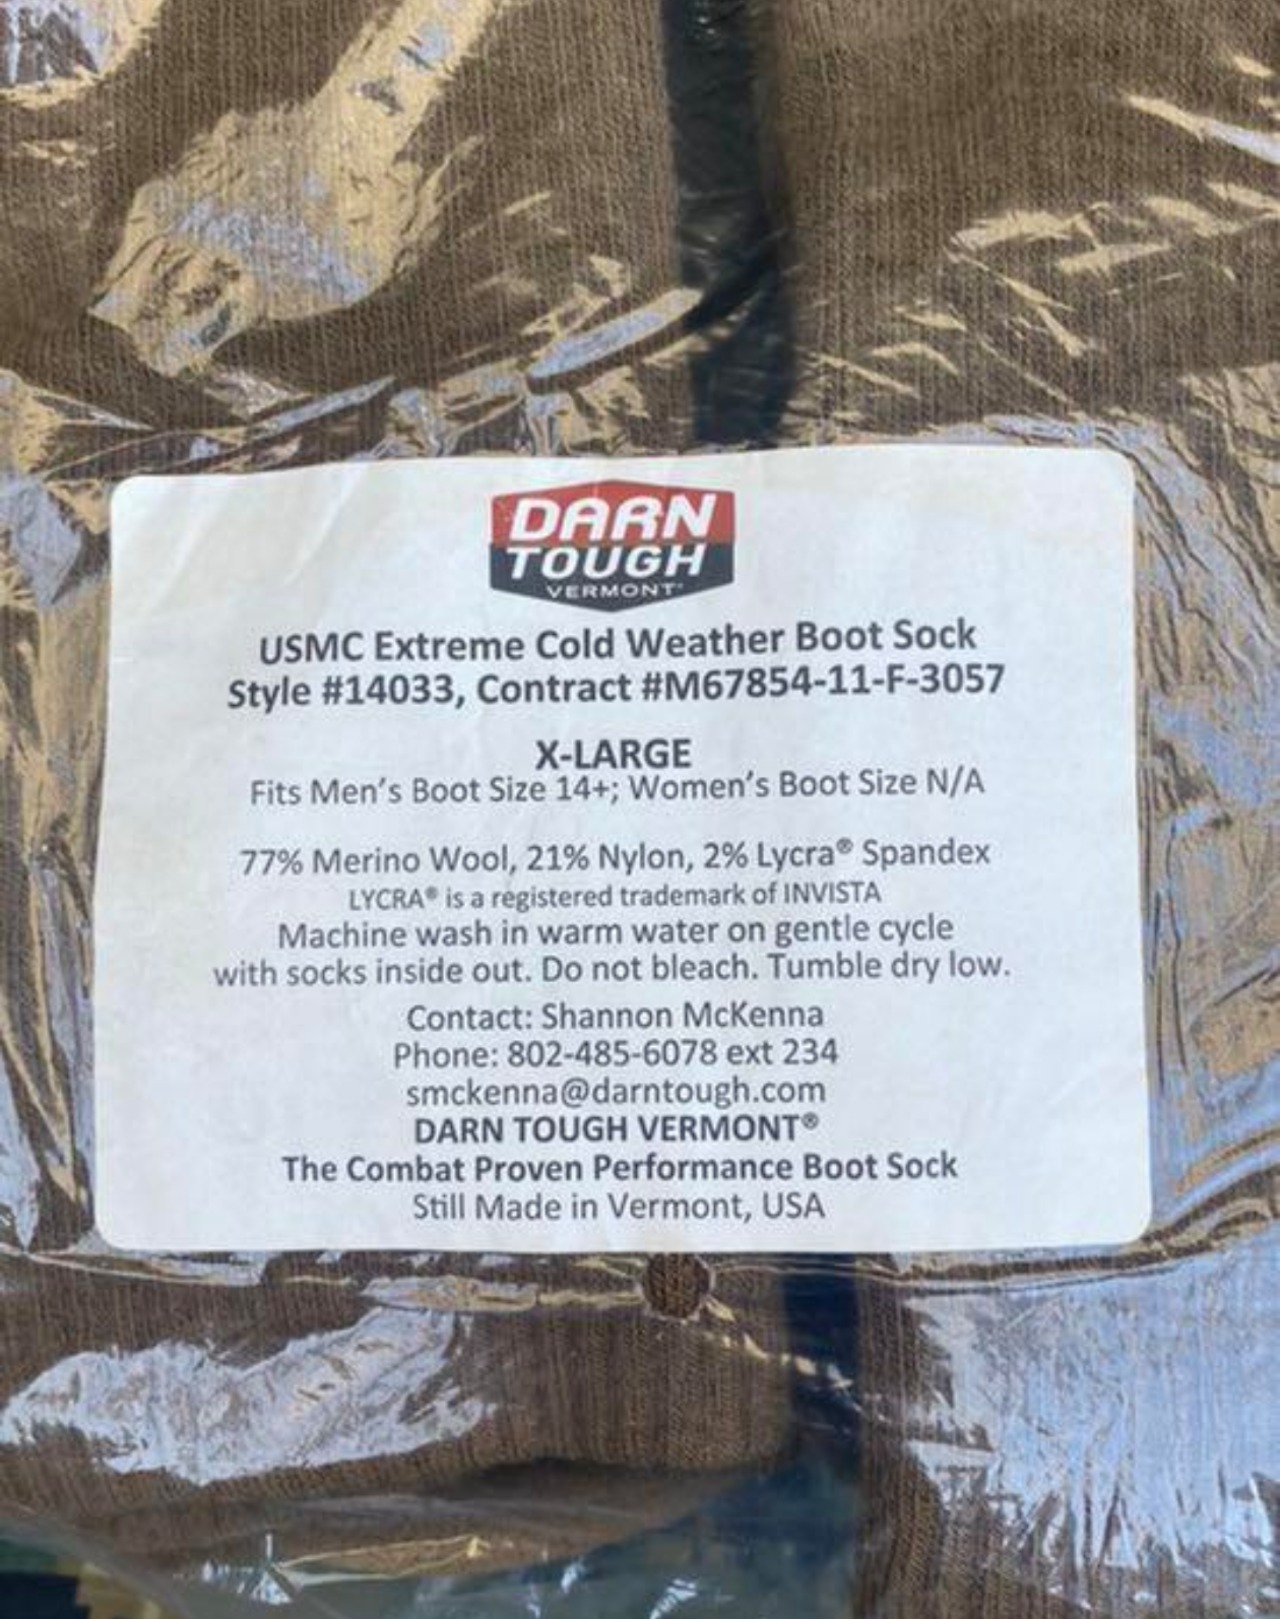 DARN
TOUGH
VERMONT
USMC Extreme Cold Weather Boot Sock
Style #14033, Contract #M67854-11-F-3057
X-LARGE
Fits Men's Boot Size 14+; Women's Boot Size N/A
77% Merino Wool, 21% Nylon, 2% Lycra® Spandex
LYCRA® is a registered trademark of INVISTA
Machine wash in warm water on gentle cycle
with socks inside out. Do not bleach. Tumble dry low.
Contact: Shannon McKenna
Phone: 802-485-6078 ext 234
smckenna@darntough.com
DARN TOUGH VERMONT®
The Combat Proven Performance Boot Sock
Still Made in Vermont, USA